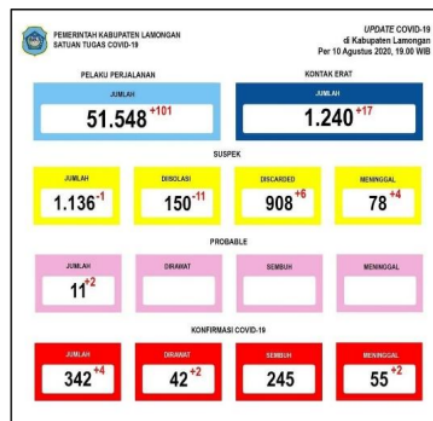 PEMERINTAH KABUPATEN LAMONGAN
SATUAN TUGAS COVID-19
UPDATE COVID-19
di Kabupaten Lamongan
Per 10 Agustus 2020, 19.00 WIB
PELAKU PERJALANAN
KONTAK ERAT
JUMLAH
JUMLAH
51.548 +101
1.240 +17
SUSPEK
JUMLAH
DIISOLASI
DISCARDED
MENINGGAL
1.136 -1
150 -11
908 +6
78 +4
PROBABLE
JUMLAH
DIRAWAT
SEMBUH
MENINGGAL
11 +2
KONFIRMASI COVID-19
JUMLAH
DIRAWAT
SEMBUH
MENINGGAL
342 +4
42 +2
245
55 +2